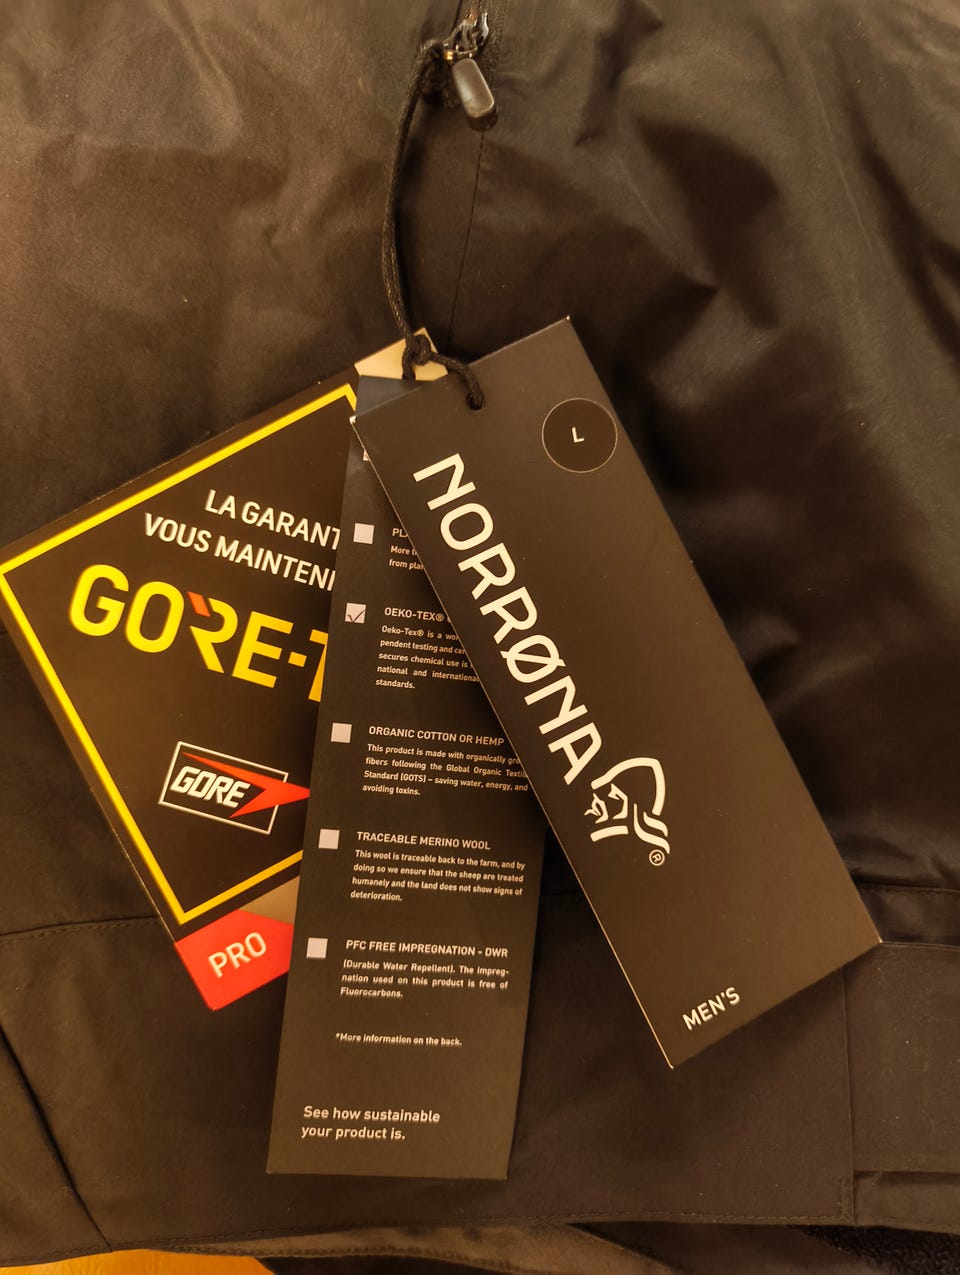 LA GARANT
VOUS MAINTENI
GORE-T
GORE
PRO
PL
More t
from pla
OEKO-TEX®
Oeko-Tex® is a wo
pendent testing and cer
secures chemical use is
national and internationa
standards.
ORGANIC COTTON OR HEMP
This product is made with organically gro
fibers following the Global Organic Textil
Standard (GOTS) – saving water, energy, and
avoiding toxins.
TRACEABLE MERINO WOOL
This wool is traceable back to the farm, and by
doing so we ensure that the sheep are treated
humanely and the land does not show signs of
deterioration.
PFC FREE IMPREGNATION - DWR
(Durable Water Repellent). The impreg-
nation used on this product is free of
Fluorocarbons.
*More information on the back.
See how sustainable
your product is.
L
NORRØNA
®
MEN'S